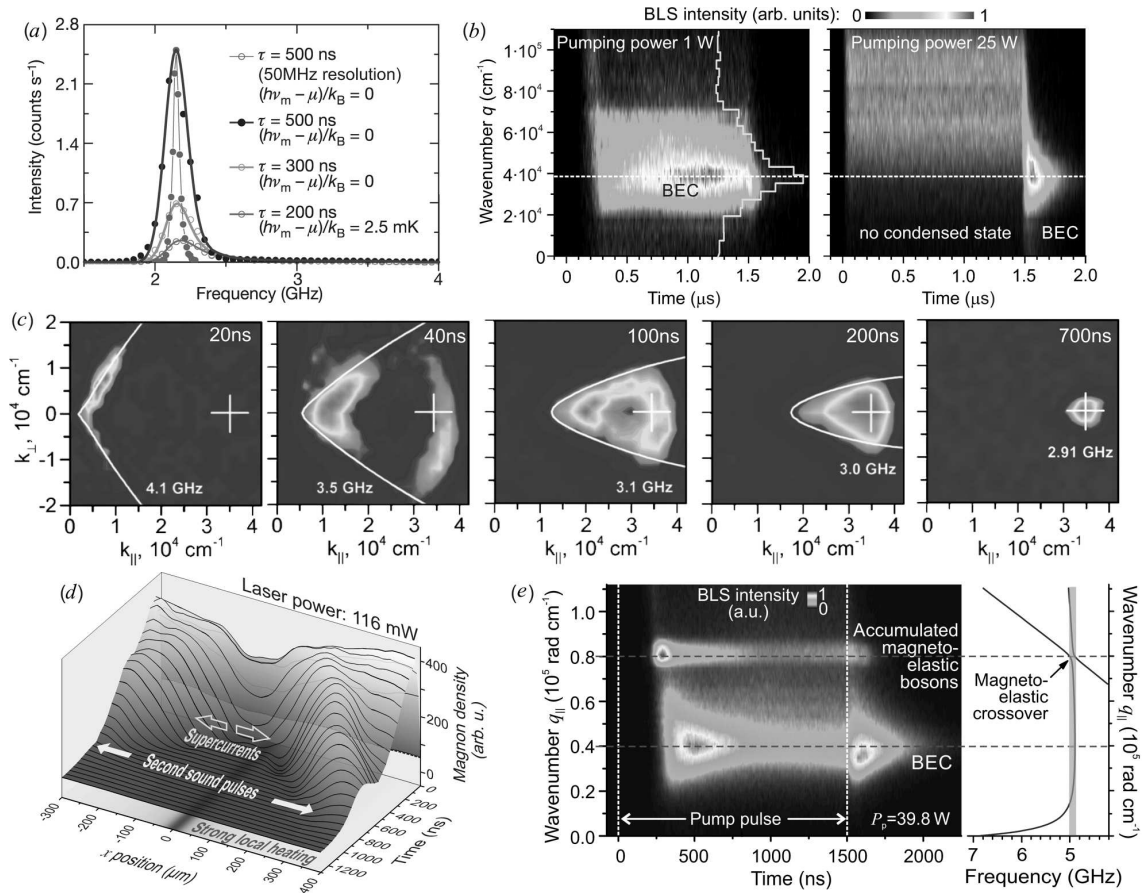 (a)
2.8
2.1
1.4
0.7
0.0
Intensity (counts s⁻¹)
2
3
4
Frequency (GHz)
τ = 500 ns
(50MHz resolution)
(hνm − μ)/kB = 0
τ = 500 ns
(hνm − μ)/kB = 0
τ = 300 ns
(hνm − μ)/kB = 0
τ = 200 ns
(hνm − μ)/kB = 2.5 mK
(b)
BLS intensity (arb. units): 0 1
Pumping power 1 W
Pumping power 25 W
Wavenumber q (cm⁻¹)
1·10⁵
8·10⁴
6·10⁴
4·10⁴
2·10⁴
0
BEC
no condensed state
BEC
0 0.5 1.0 1.5 2.0
0 0.5 1.0 1.5 2.0
Time (μs)
Time (μs)
(c)
20ns
40ns
100ns
200ns
700ns
2
1
0
-1
-2
k⊥, 10⁴ cm⁻¹
4.1 GHz
3.5 GHz
3.1 GHz
3.0 GHz
2.91 GHz
0 1 2 3 4
0 1 2 3 4
0 1 2 3 4
0 1 2 3 4
0 1 2 3 4
k||, 10⁴ cm⁻¹
k||, 10⁴ cm⁻¹
k||, 10⁴ cm⁻¹
k||, 10⁴ cm⁻¹
k||, 10⁴ cm⁻¹
(d)
Laser power: 116 mW
400
200
0
Magnon density
(arb. u.)
Supercurrents
Second sound pulses
Strong local heating
0
200
400
600
800
1000
1200
Time (ns)
-300
-200
-100
0
100
200
300
400
x position (μm)
(e)
BLS intensity
(a.u.)
1
0
Accumulated
magneto-
elastic
bosons
BEC
Pump pulse
Pp=39.8 W
Wavenumber q|| (10⁵ rad cm⁻¹)
1.0
0.8
0.6
0.4
0.2
0.0
0 500 1000 1500 2000
Time (ns)
Magneto-
elastic
crossover
7 6 5
Frequency (GHz)
1.0
0.8
0.6
0.4
0.2
0.0
Wavenumber q|| (10⁵ rad cm⁻¹)